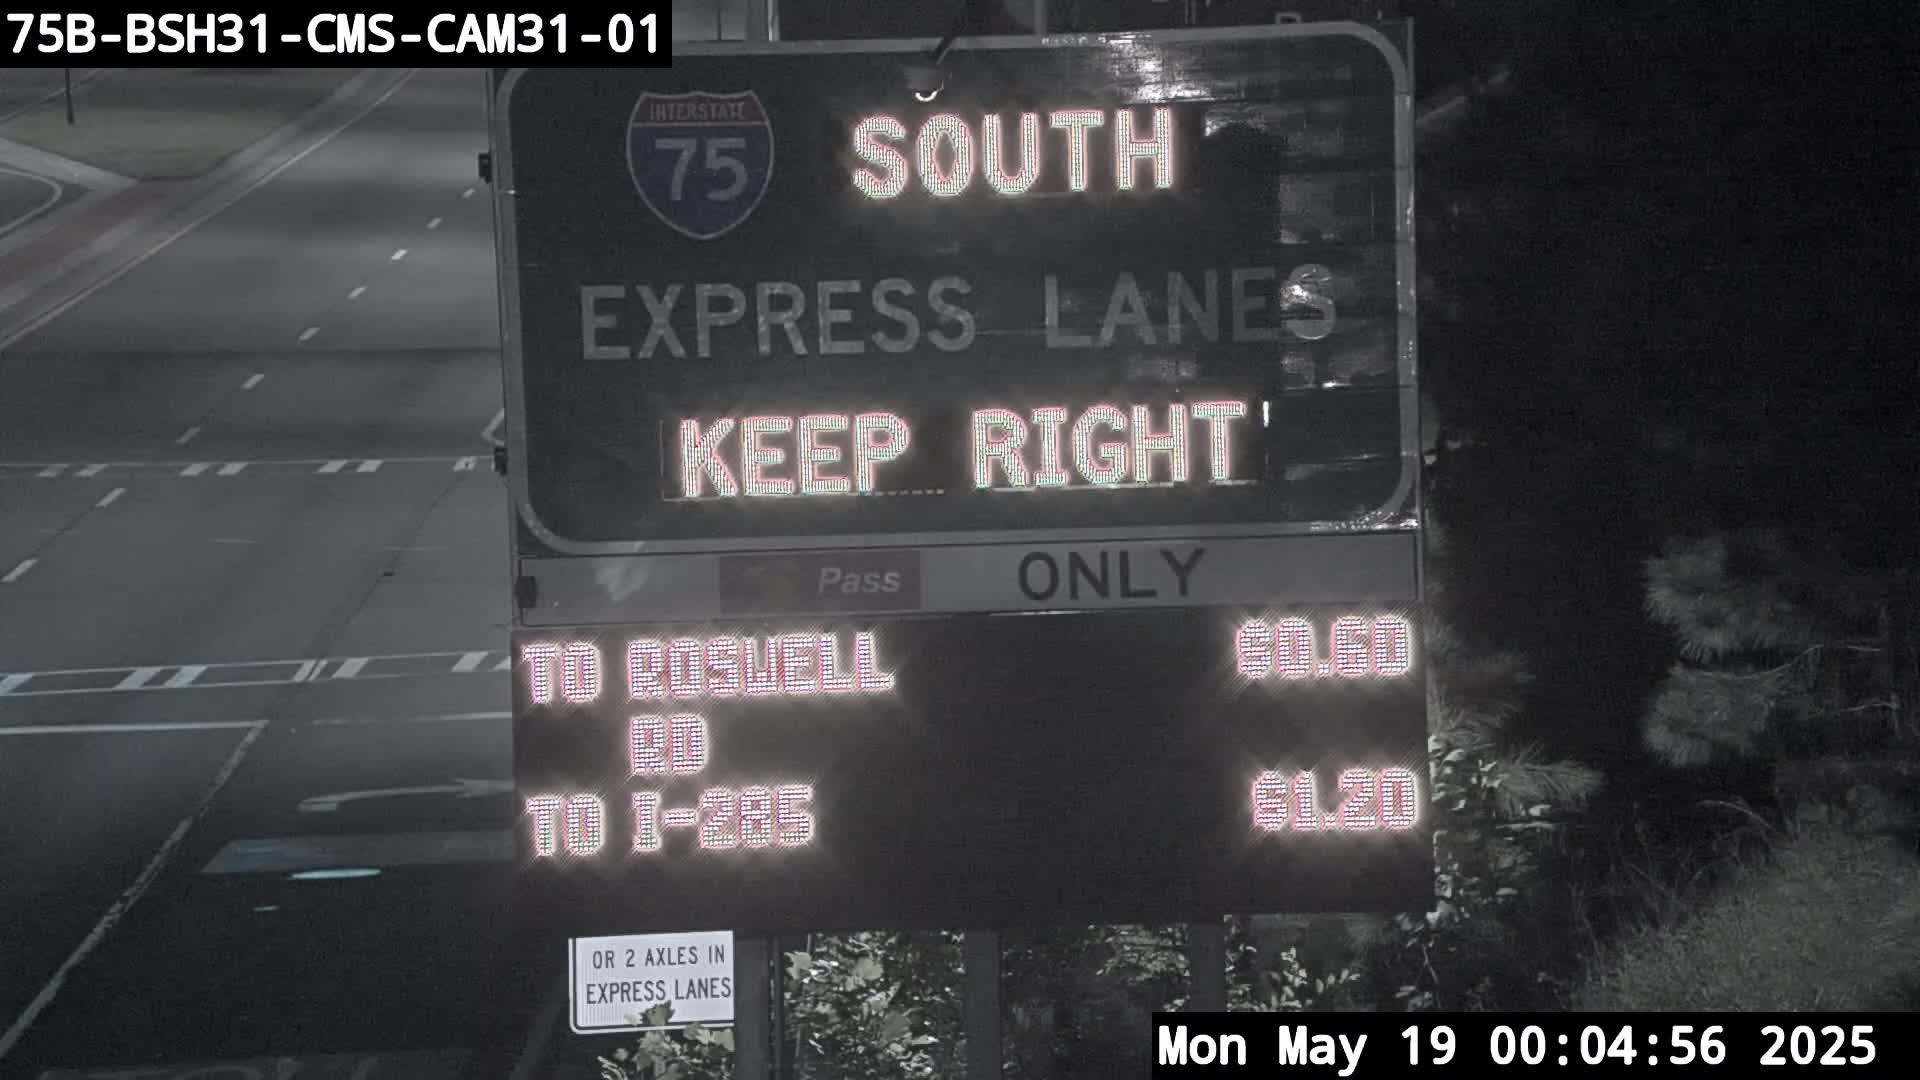 75B-BSH31-CMS-CAM31-01
INTERSTATE
75
SOUTH
EXPRESS LANES
KEEP RIGHT
Pass ONLY
TO ROSWELL $0.60
RD
TO I-285 $1.20
OR 2 AXLES IN
EXPRESS LANES
Mon May 19 00:04:56 2025